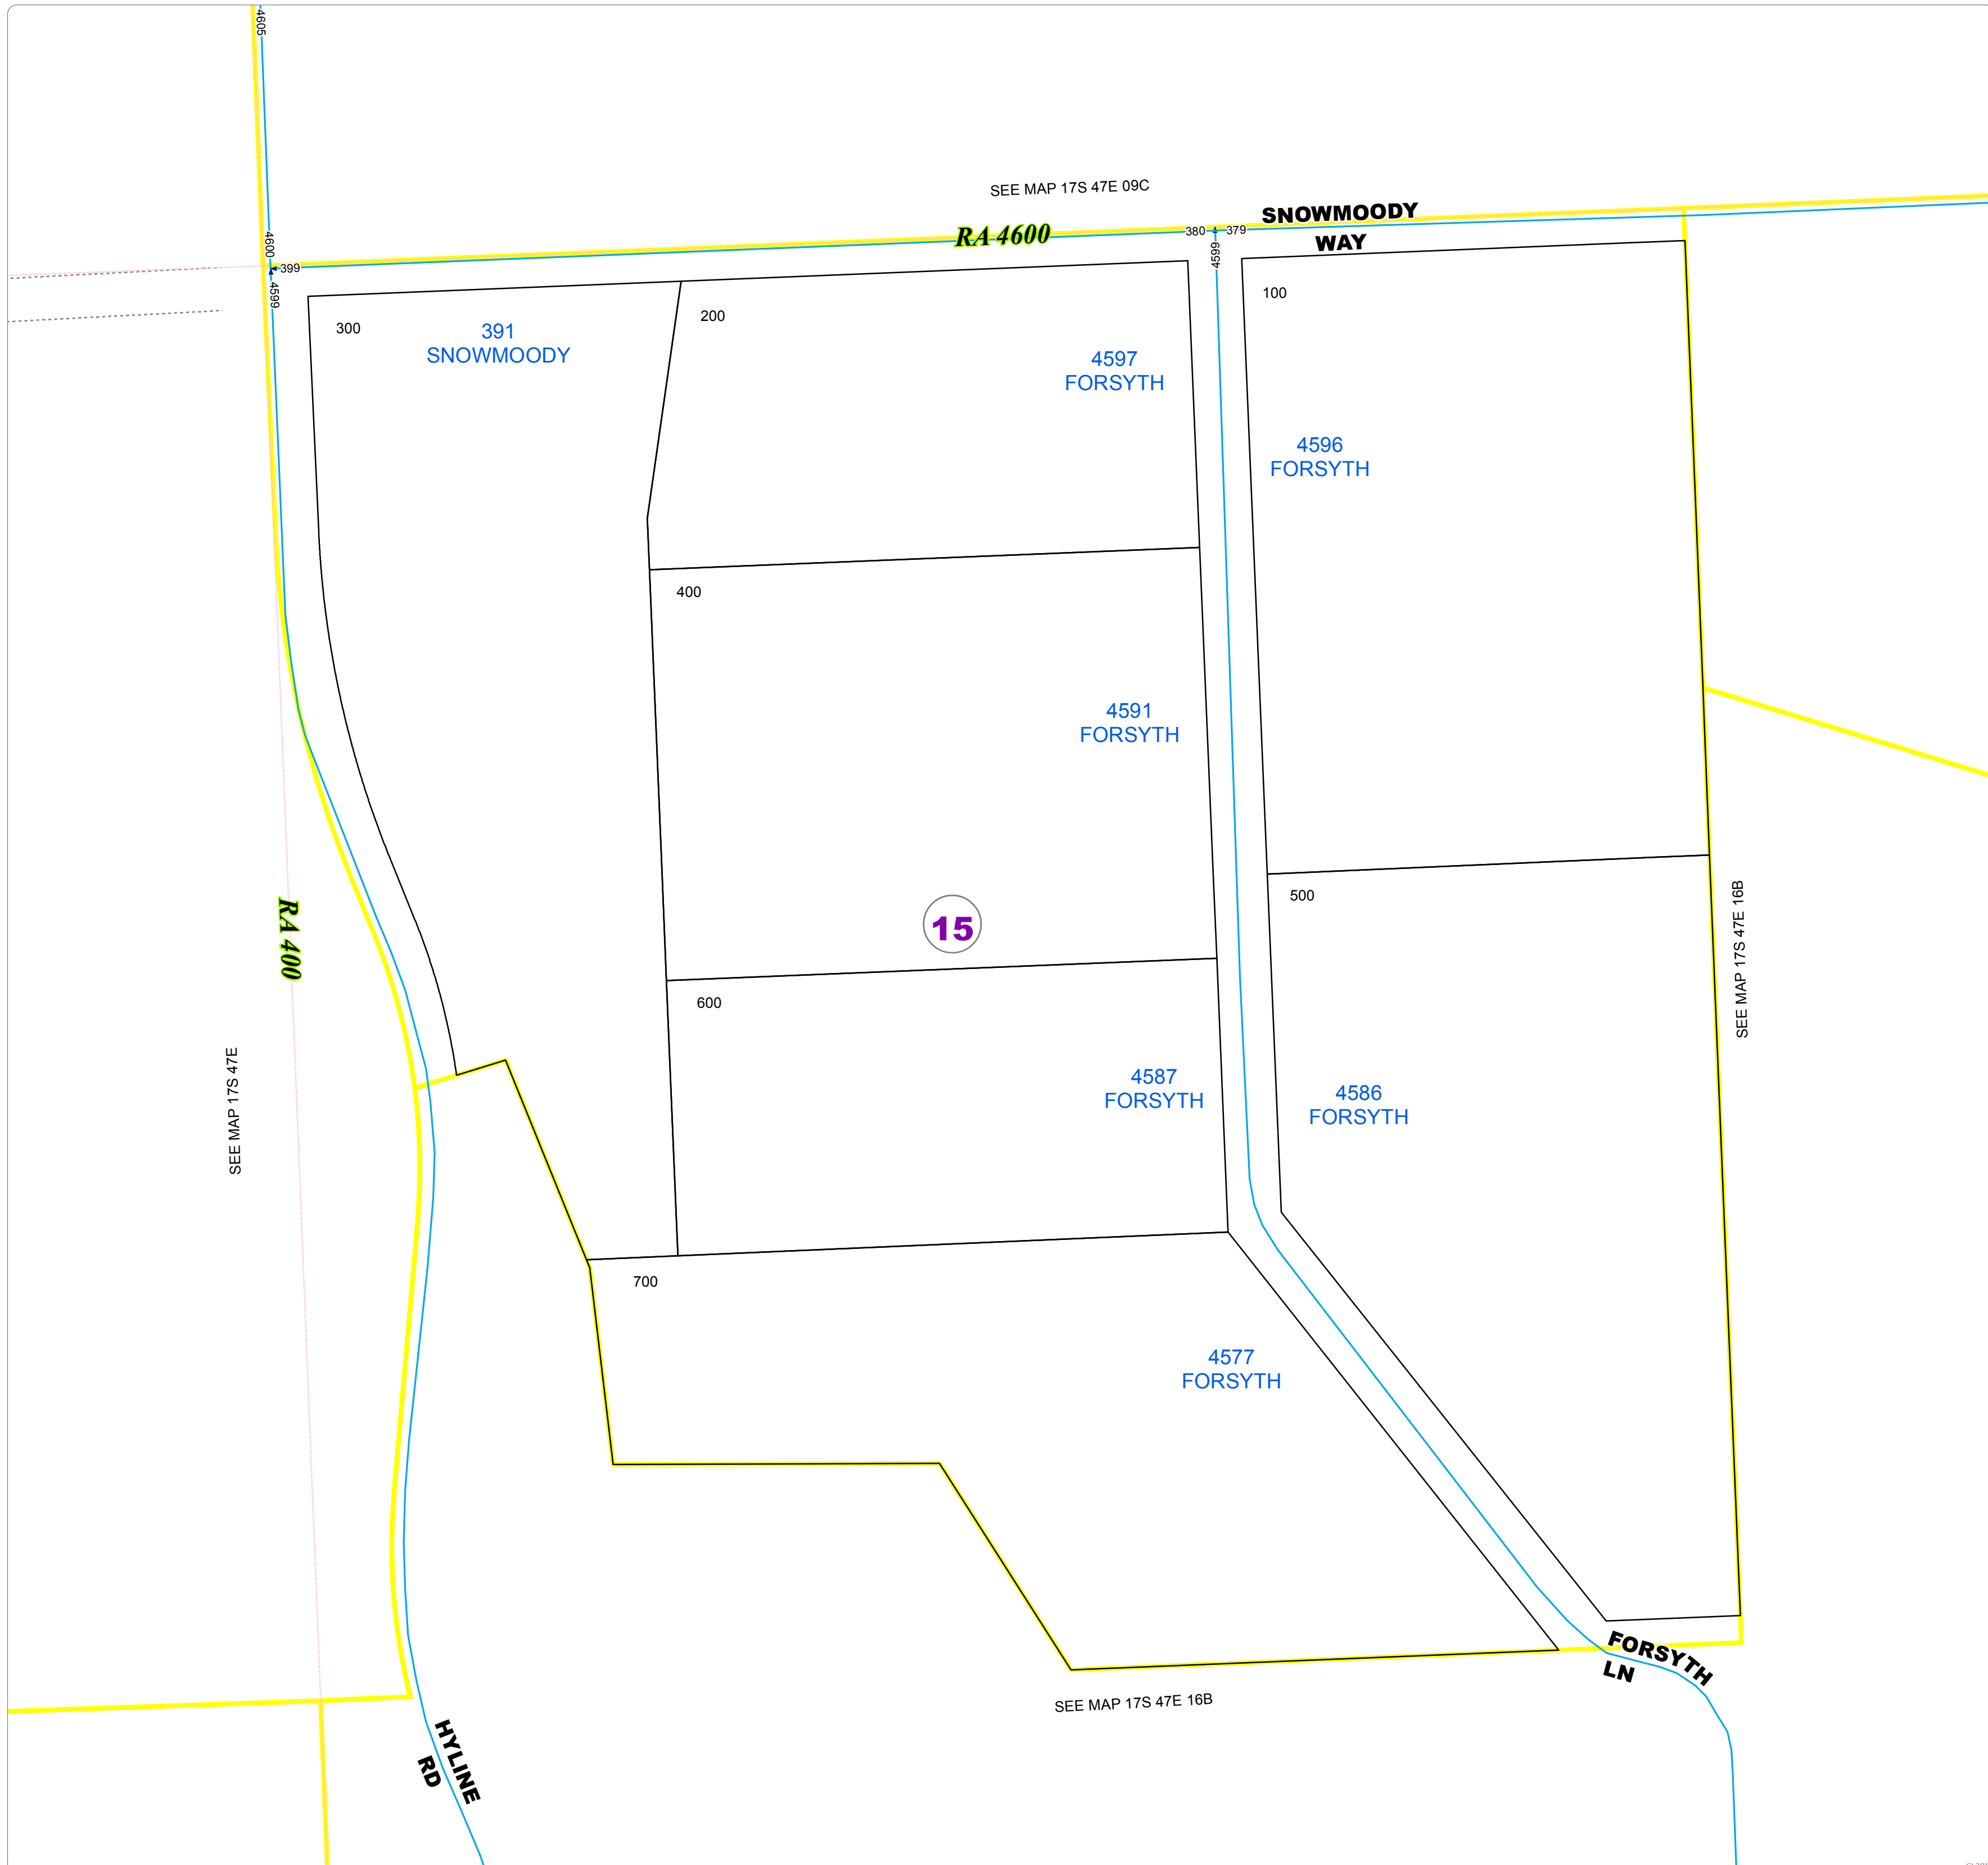 4605
SEE MAP 17S 47E 09C
SNOWMOODY
WAY
RA 4600
380
379
4599
4600
399
4599
100
300
391
SNOWMOODY
200
4597
FORSYTH
4596
FORSYTH
400
4591
FORSYTH
500
15
RA 400
SEE MAP 17S 47E 16B
600
SEE MAP 17S 47E
4587
FORSYTH
4586
FORSYTH
700
4577
FORSYTH
FORSYTH
LN
SEE MAP 17S 47E 16B
HYLINE
RD